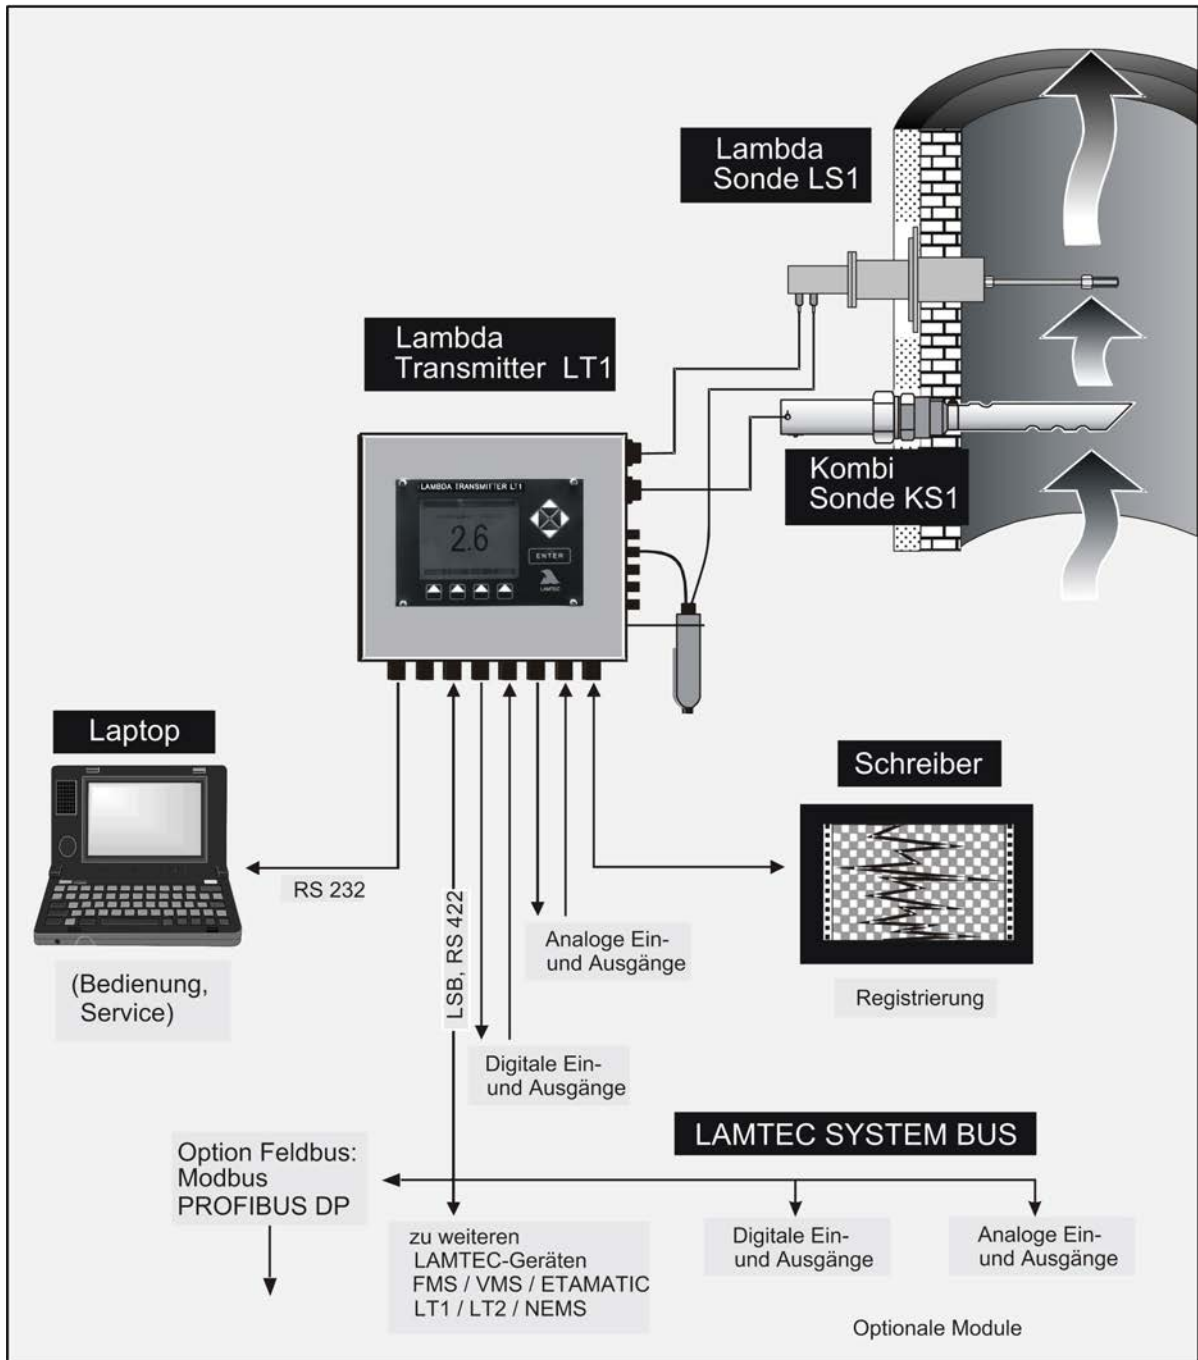 Lambda
Sonde LS1
Lambda
Transmitter LT1
LAMBDA TRANSMITTER LT1
2.6
ENTER
LAMTEC
Kombi
Sonde KS1
Laptop
Schreiber
RS 232
LSB, RS 422
Analoge Ein-
und Ausgänge
(Bedienung,
Service)
Registrierung
Digitale Ein-
und Ausgänge
LAMTEC SYSTEM BUS
Option Feldbus:
Modbus
PROFIBUS DP
zu weiteren
LAMTEC-Geräten
FMS / VMS / ETAMATIC
LT1 / LT2 / NEMS
Digitale Ein-
und Ausgänge
Analoge Ein-
und Ausgänge
Optionale Module